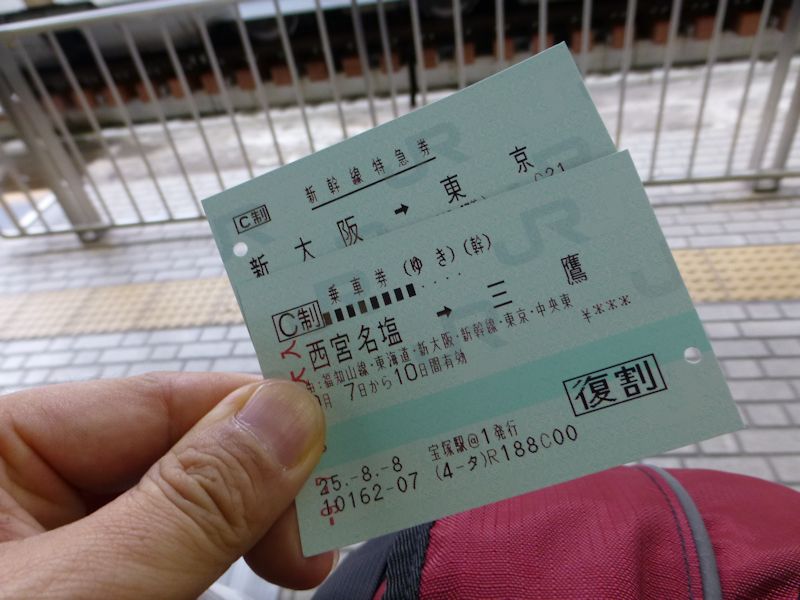 新幹線特急券
C制
新大阪 → 東京
乗車券 (ゆき) (幹)
C制
西宮名塩 → 三鷹
福知山線・東海道・新大阪・新幹線・東京・中央東
月 7日から10日間有効
¥***
復割
25.-8.-8 宝塚駅@1発行
10162-07 (4-タ)R188C00